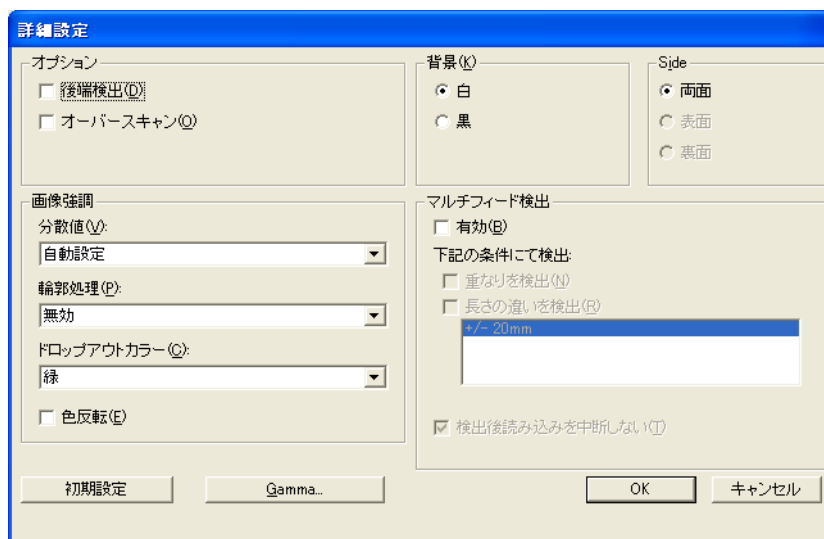 詳細設定
オプション
後端検出(D)
オーバースキャン(O)
背景(K)
白
黒
Side
両面
表面
裏面
画像強調
分散値(V):
自動設定
輪郭処理(P):
無効
ドロップアウトカラー(C):
緑
色反転(E)
マルチフィード検出
有効(B)
下記の条件にて検出:
重なりを検出(N)
長さの違いを検出(R)
+/- 20mm
検出後読み込みを中断しない(T)
初期設定
Gamma...
OK
キャンセル